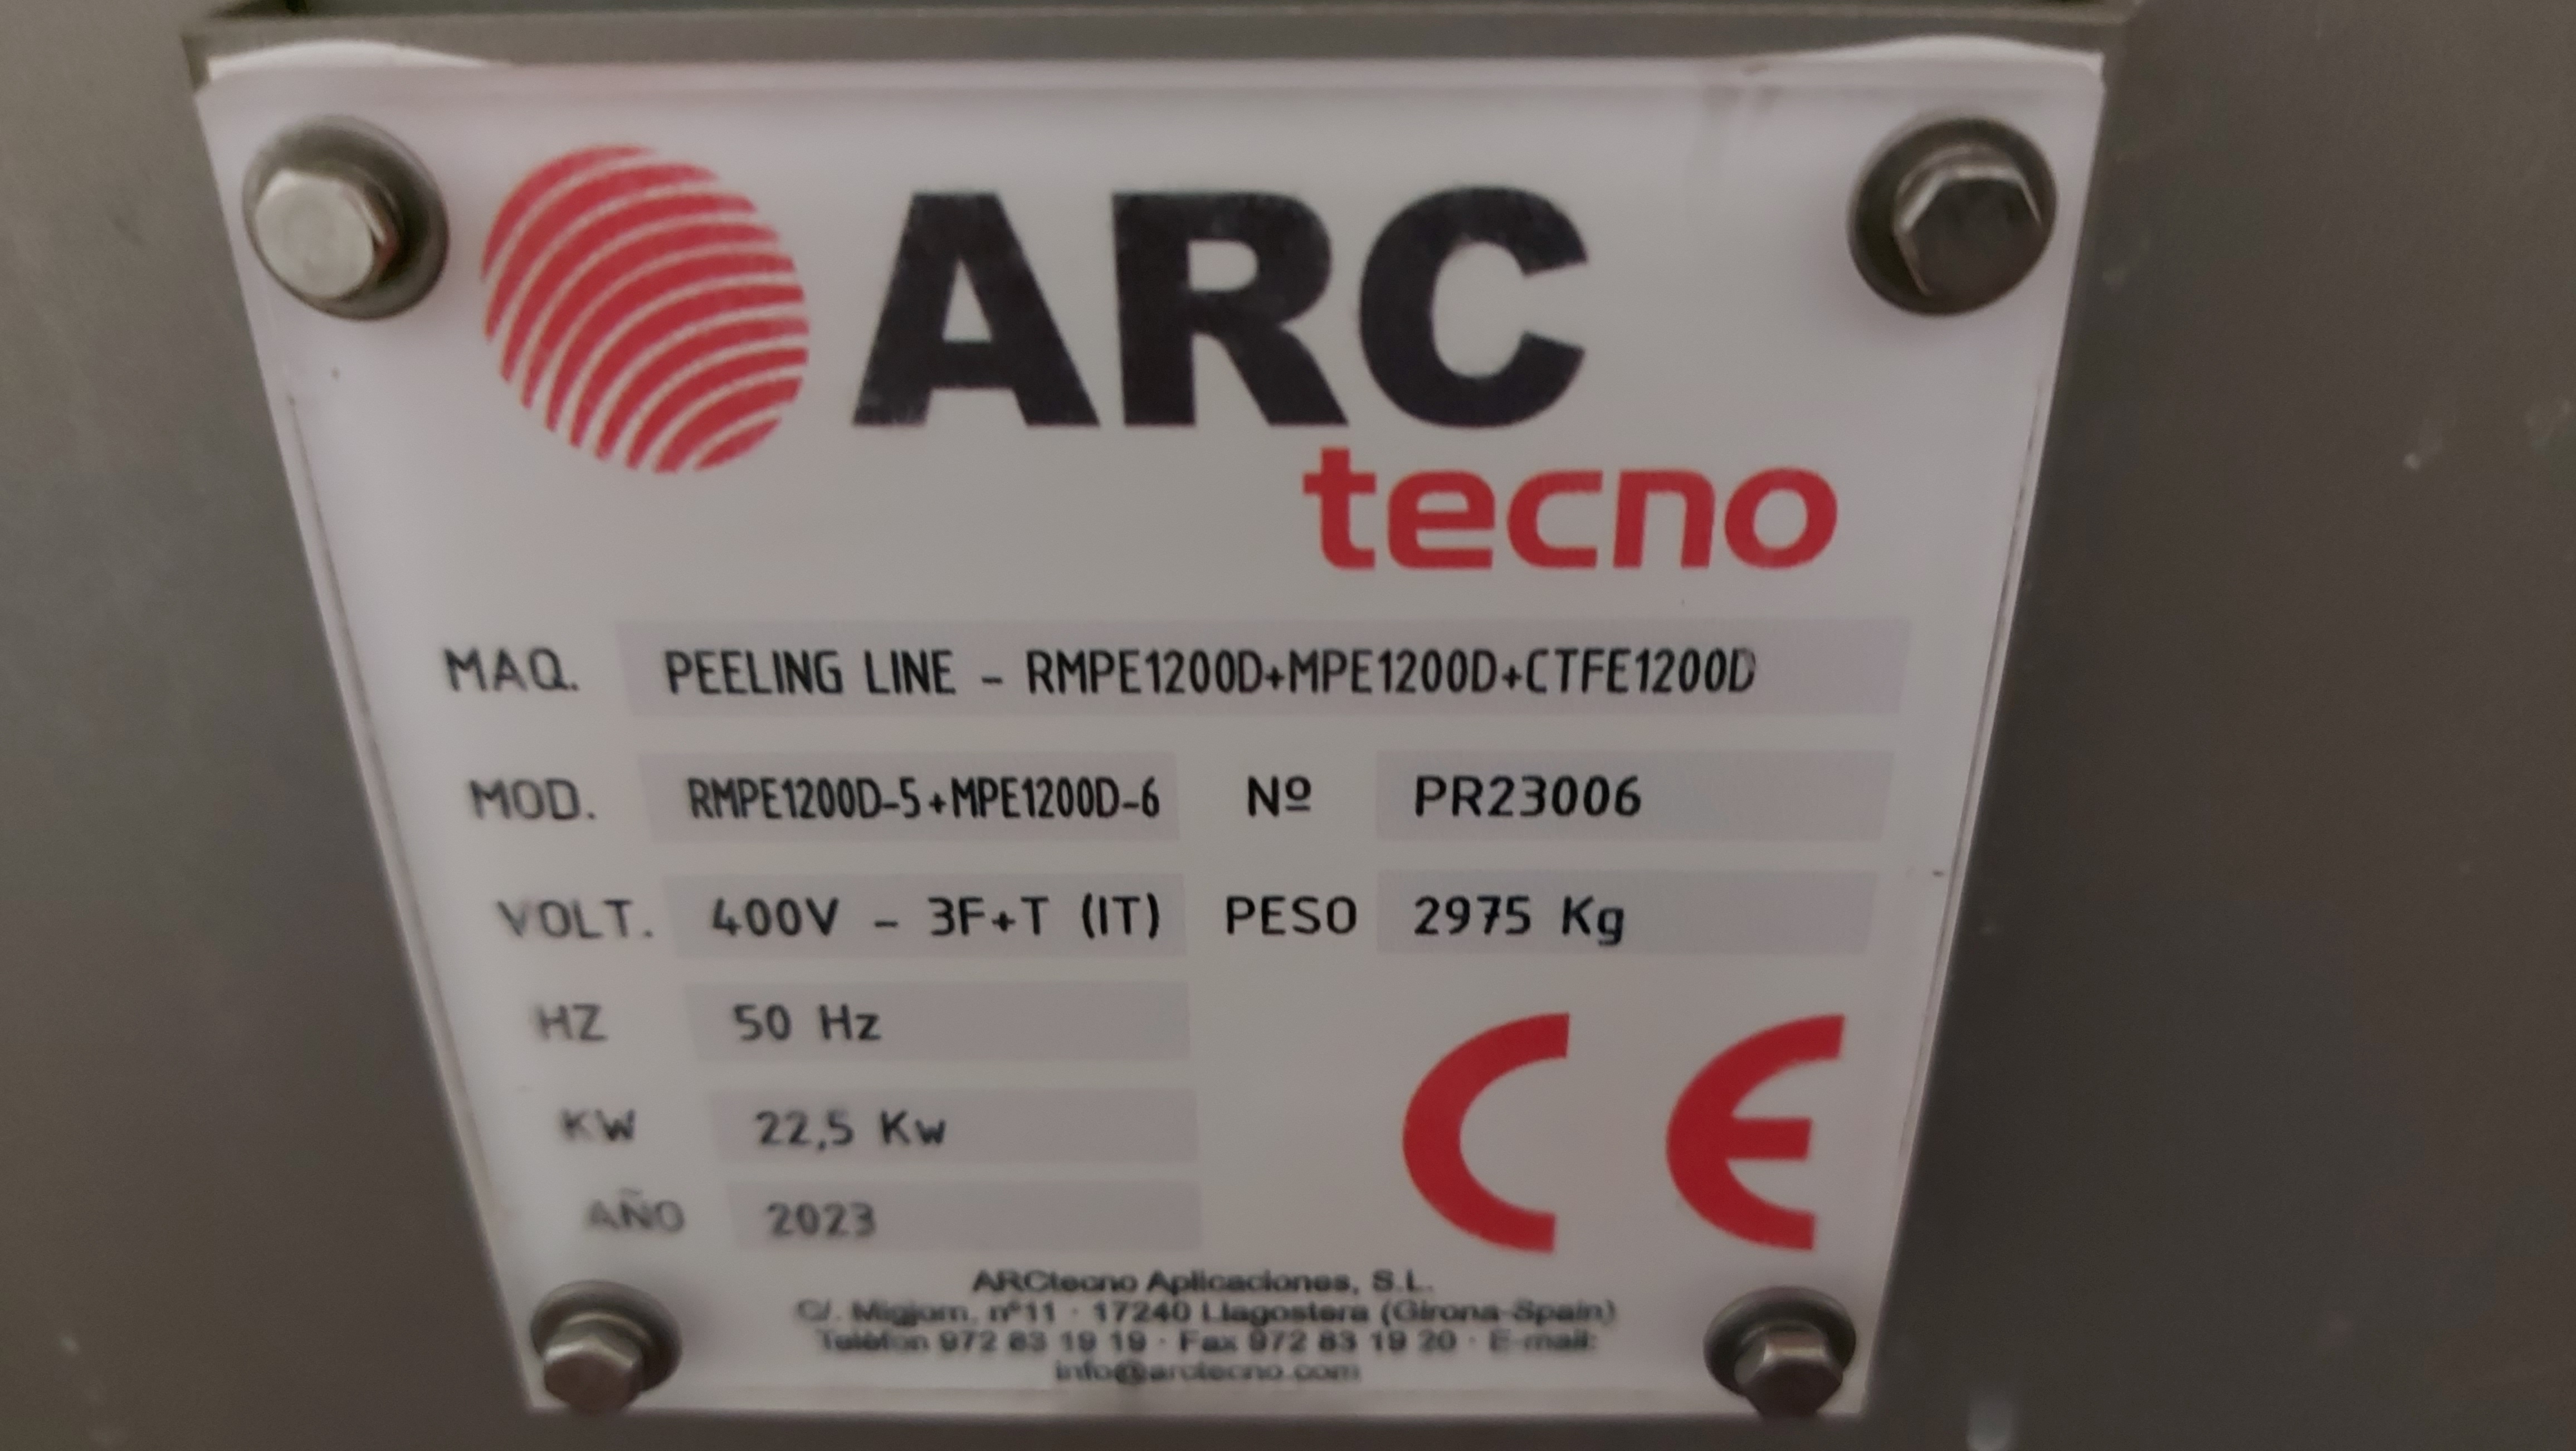 ARC
tecno
MAQ. PEELING LINE - RMPE1200D+MPE1200D+CTFE1200D
MOD. RMPE1200D-5+MPE1200D-6 Nº PR23006
VOLT. 400V - 3F+T (IT) PESO 2975 Kg
HZ 50 Hz
KW 22,5 Kw
AÑO 2023
CE
ARCtecno Aplicaciones, S.L.
C/. Migjorn, nº11 · 17240 Llagostera (Girona-Spain)
Telèfon 972 83 19 19 · Fax 972 83 19 20 · E-mail:
info@arctecno.com